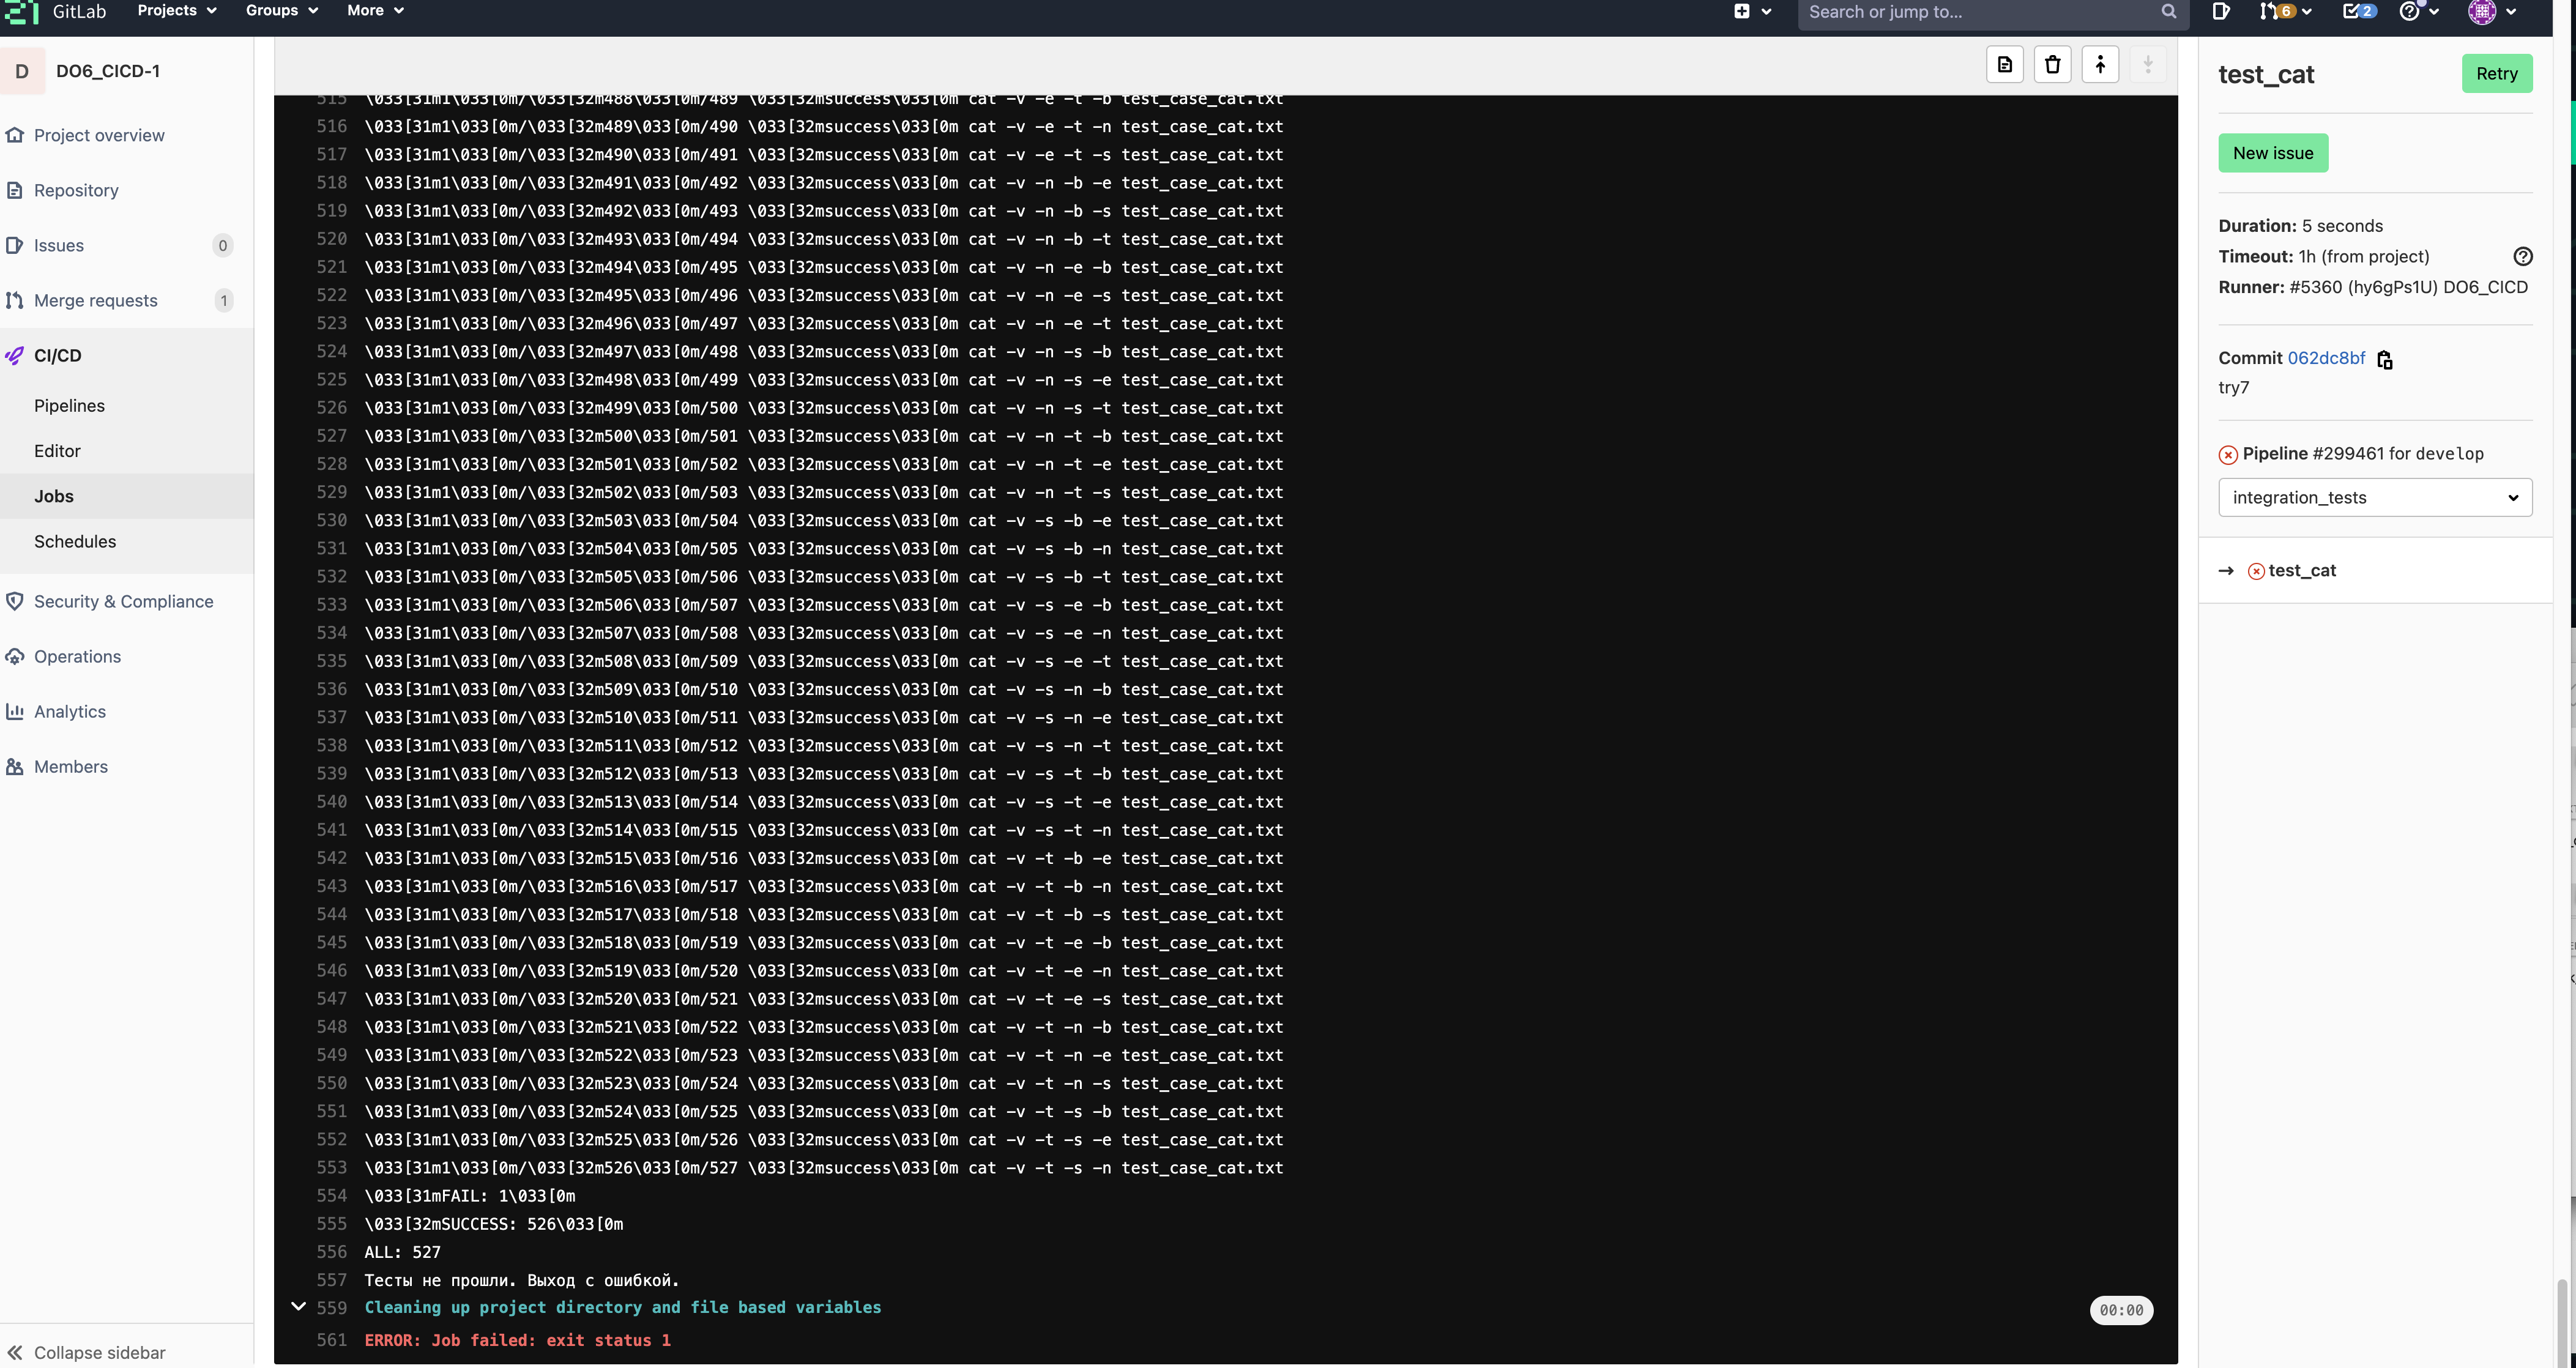 GitLab
Projects
Groups
More
Search or jump to...
6
2
D
DO6_CICD-1
Project overview
Repository
Issues
0
Merge requests
1
CI/CD
Pipelines
Editor
Jobs
Schedules
Security & Compliance
Operations
Analytics
Members
Collapse sidebar
515 \033[31m1\033[0m/\033[32m488\033[0m/489 \033[32msuccess\033[0m cat -v -e -t -b test_case_cat.txt
516 \033[31m1\033[0m/\033[32m489\033[0m/490 \033[32msuccess\033[0m cat -v -e -t -n test_case_cat.txt
517 \033[31m1\033[0m/\033[32m490\033[0m/491 \033[32msuccess\033[0m cat -v -e -t -s test_case_cat.txt
518 \033[31m1\033[0m/\033[32m491\033[0m/492 \033[32msuccess\033[0m cat -v -n -b -e test_case_cat.txt
519 \033[31m1\033[0m/\033[32m492\033[0m/493 \033[32msuccess\033[0m cat -v -n -b -s test_case_cat.txt
520 \033[31m1\033[0m/\033[32m493\033[0m/494 \033[32msuccess\033[0m cat -v -n -b -t test_case_cat.txt
521 \033[31m1\033[0m/\033[32m494\033[0m/495 \033[32msuccess\033[0m cat -v -n -e -b test_case_cat.txt
522 \033[31m1\033[0m/\033[32m495\033[0m/496 \033[32msuccess\033[0m cat -v -n -e -s test_case_cat.txt
523 \033[31m1\033[0m/\033[32m496\033[0m/497 \033[32msuccess\033[0m cat -v -n -e -t test_case_cat.txt
524 \033[31m1\033[0m/\033[32m497\033[0m/498 \033[32msuccess\033[0m cat -v -n -s -b test_case_cat.txt
525 \033[31m1\033[0m/\033[32m498\033[0m/499 \033[32msuccess\033[0m cat -v -n -s -e test_case_cat.txt
526 \033[31m1\033[0m/\033[32m499\033[0m/500 \033[32msuccess\033[0m cat -v -n -s -t test_case_cat.txt
527 \033[31m1\033[0m/\033[32m500\033[0m/501 \033[32msuccess\033[0m cat -v -n -t -b test_case_cat.txt
528 \033[31m1\033[0m/\033[32m501\033[0m/502 \033[32msuccess\033[0m cat -v -n -t -e test_case_cat.txt
529 \033[31m1\033[0m/\033[32m502\033[0m/503 \033[32msuccess\033[0m cat -v -n -t -s test_case_cat.txt
530 \033[31m1\033[0m/\033[32m503\033[0m/504 \033[32msuccess\033[0m cat -v -s -b -e test_case_cat.txt
531 \033[31m1\033[0m/\033[32m504\033[0m/505 \033[32msuccess\033[0m cat -v -s -b -n test_case_cat.txt
532 \033[31m1\033[0m/\033[32m505\033[0m/506 \033[32msuccess\033[0m cat -v -s -b -t test_case_cat.txt
533 \033[31m1\033[0m/\033[32m506\033[0m/507 \033[32msuccess\033[0m cat -v -s -e -b test_case_cat.txt
534 \033[31m1\033[0m/\033[32m507\033[0m/508 \033[32msuccess\033[0m cat -v -s -e -n test_case_cat.txt
535 \033[31m1\033[0m/\033[32m508\033[0m/509 \033[32msuccess\033[0m cat -v -s -e -t test_case_cat.txt
536 \033[31m1\033[0m/\033[32m509\033[0m/510 \033[32msuccess\033[0m cat -v -s -n -b test_case_cat.txt
537 \033[31m1\033[0m/\033[32m510\033[0m/511 \033[32msuccess\033[0m cat -v -s -n -e test_case_cat.txt
538 \033[31m1\033[0m/\033[32m511\033[0m/512 \033[32msuccess\033[0m cat -v -s -n -t test_case_cat.txt
539 \033[31m1\033[0m/\033[32m512\033[0m/513 \033[32msuccess\033[0m cat -v -s -t -b test_case_cat.txt
540 \033[31m1\033[0m/\033[32m513\033[0m/514 \033[32msuccess\033[0m cat -v -s -t -e test_case_cat.txt
541 \033[31m1\033[0m/\033[32m514\033[0m/515 \033[32msuccess\033[0m cat -v -s -t -n test_case_cat.txt
542 \033[31m1\033[0m/\033[32m515\033[0m/516 \033[32msuccess\033[0m cat -v -t -b -e test_case_cat.txt
543 \033[31m1\033[0m/\033[32m516\033[0m/517 \033[32msuccess\033[0m cat -v -t -b -n test_case_cat.txt
544 \033[31m1\033[0m/\033[32m517\033[0m/518 \033[32msuccess\033[0m cat -v -t -b -s test_case_cat.txt
545 \033[31m1\033[0m/\033[32m518\033[0m/519 \033[32msuccess\033[0m cat -v -t -e -b test_case_cat.txt
546 \033[31m1\033[0m/\033[32m519\033[0m/520 \033[32msuccess\033[0m cat -v -t -e -n test_case_cat.txt
547 \033[31m1\033[0m/\033[32m520\033[0m/521 \033[32msuccess\033[0m cat -v -t -e -s test_case_cat.txt
548 \033[31m1\033[0m/\033[32m521\033[0m/522 \033[32msuccess\033[0m cat -v -t -n -b test_case_cat.txt
549 \033[31m1\033[0m/\033[32m522\033[0m/523 \033[32msuccess\033[0m cat -v -t -n -e test_case_cat.txt
550 \033[31m1\033[0m/\033[32m523\033[0m/524 \033[32msuccess\033[0m cat -v -t -n -s test_case_cat.txt
551 \033[31m1\033[0m/\033[32m524\033[0m/525 \033[32msuccess\033[0m cat -v -t -s -b test_case_cat.txt
552 \033[31m1\033[0m/\033[32m525\033[0m/526 \033[32msuccess\033[0m cat -v -t -s -e test_case_cat.txt
553 \033[31m1\033[0m/\033[32m526\033[0m/527 \033[32msuccess\033[0m cat -v -t -s -n test_case_cat.txt
554 \033[31mFAIL: 1\033[0m
555 \033[32mSUCCESS: 526\033[0m
556 ALL: 527
557 Тесты не прошли. Выход с ошибкой.
559 Cleaning up project directory and file based variables
00:00
561 ERROR: Job failed: exit status 1
test_cat
Retry
New issue
Duration: 5 seconds
Timeout: 1h (from project)
Runner: #5360 (hy6gPs1U) DO6_CICD
Commit 062dc8bf
try7
Pipeline #299461 for develop
integration_tests
→ test_cat